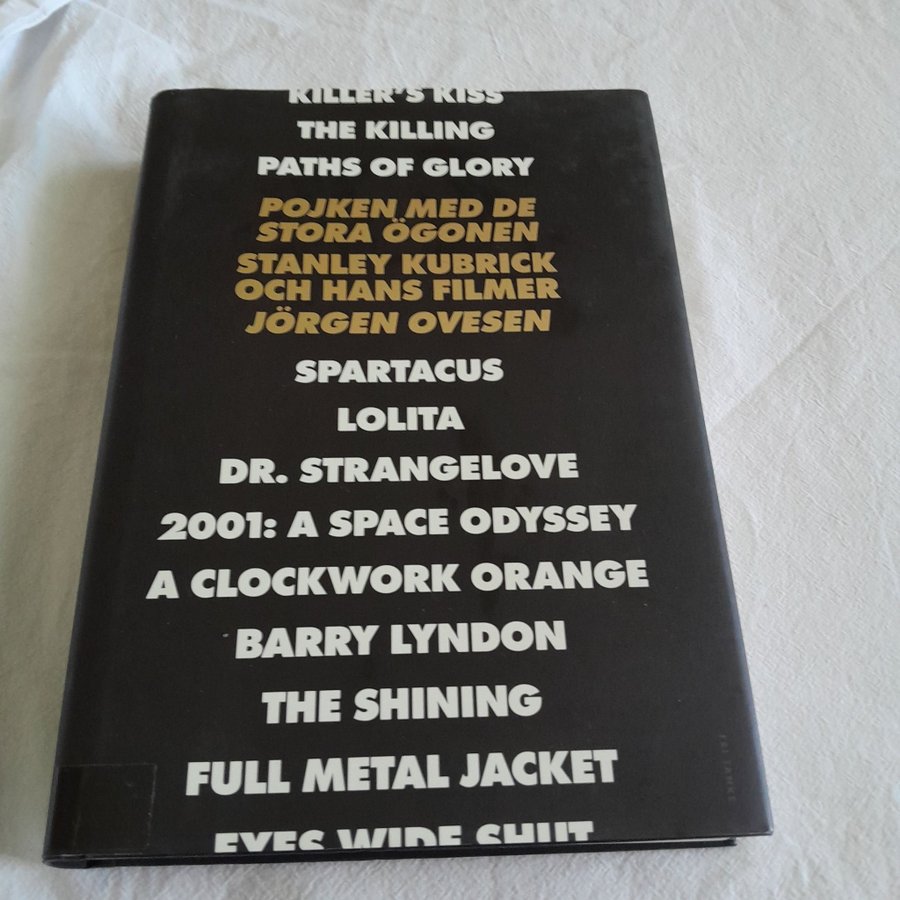 KILLER'S KISS
THE KILLING
PATHS OF GLORY
POJKEN MED DE
STORA ÖGONEN
STANLEY KUBRICK
OCH HANS FILMER
JÖRGEN OVESEN
SPARTACUS
LOLITA
DR. STRANGELOVE
2001: A SPACE ODYSSEY
A CLOCKWORK ORANGE
BARRY LYNDON
THE SHINING
FULL METAL JACKET
EYES WIDE SHUT